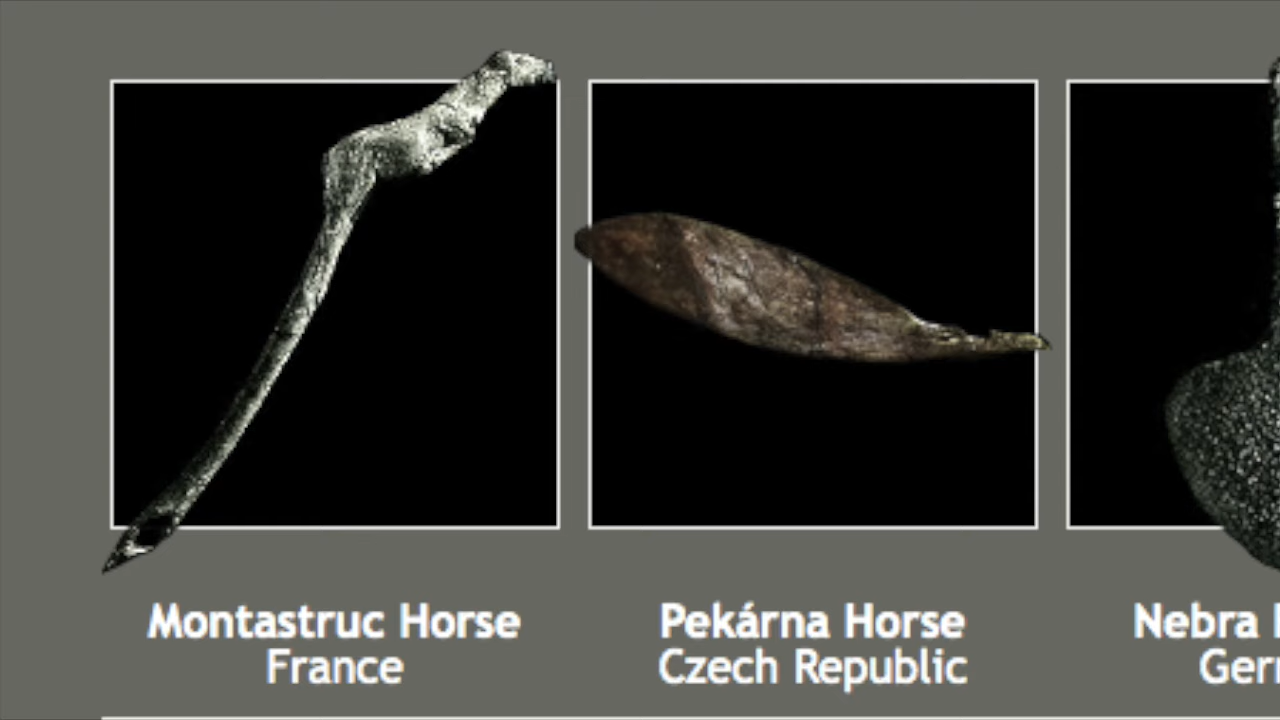 Montastruc Horse
France
Pekárna Horse
Czech Republic
Nebra